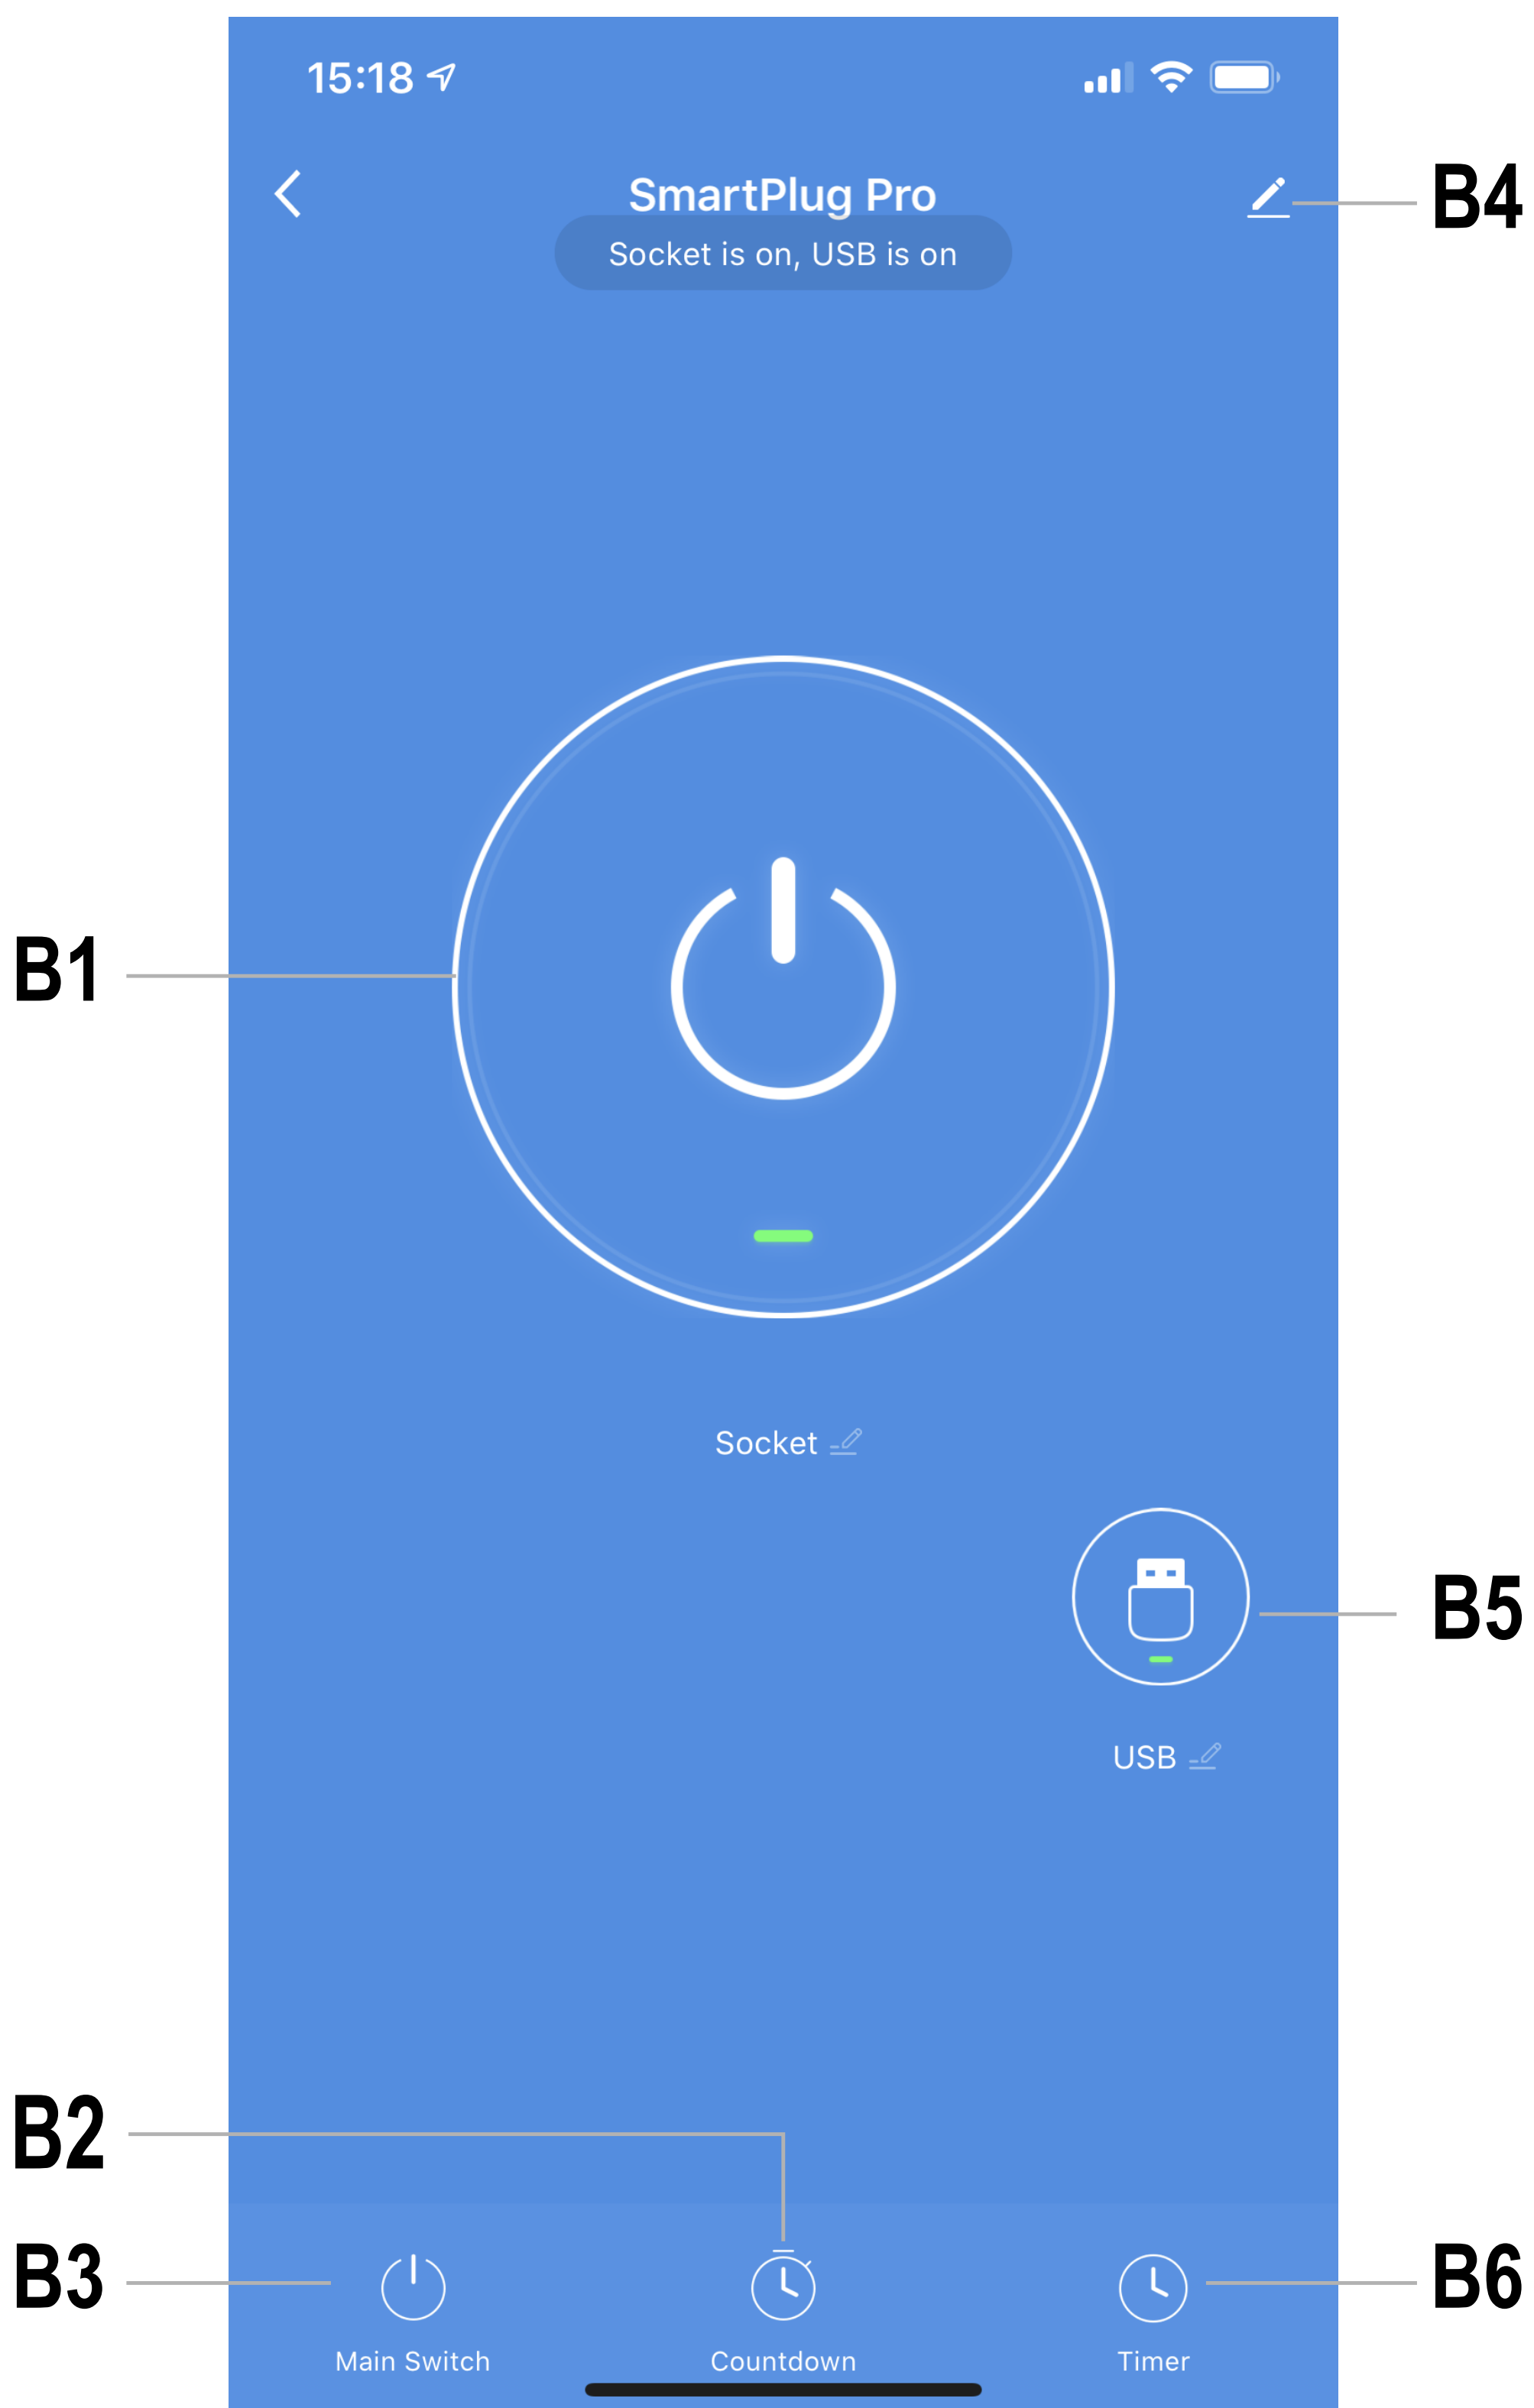 15:18
SmartPlug Pro
B4
Socket is on, USB is on
B1
Socket
B5
USB
B2
B3
B6
Main Switch
Countdown
Timer